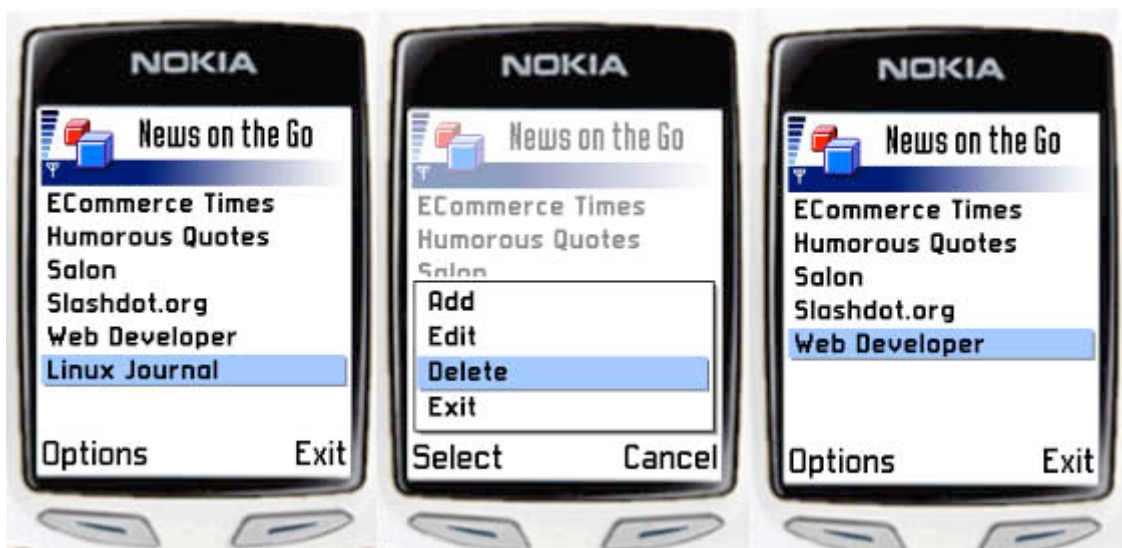 NOKIA
News on the Go
ECommerce Times
Humorous Quotes
Salon
Slashdot.org
Web Developer
Linux Journal
Options Exit
NOKIA
News on the Go
ECommerce Times
Humorous Quotes
Salon
Add
Edit
Delete
Exit
Select Cancel
NOKIA
News on the Go
ECommerce Times
Humorous Quotes
Salon
Slashdot.org
Web Developer
Options Exit